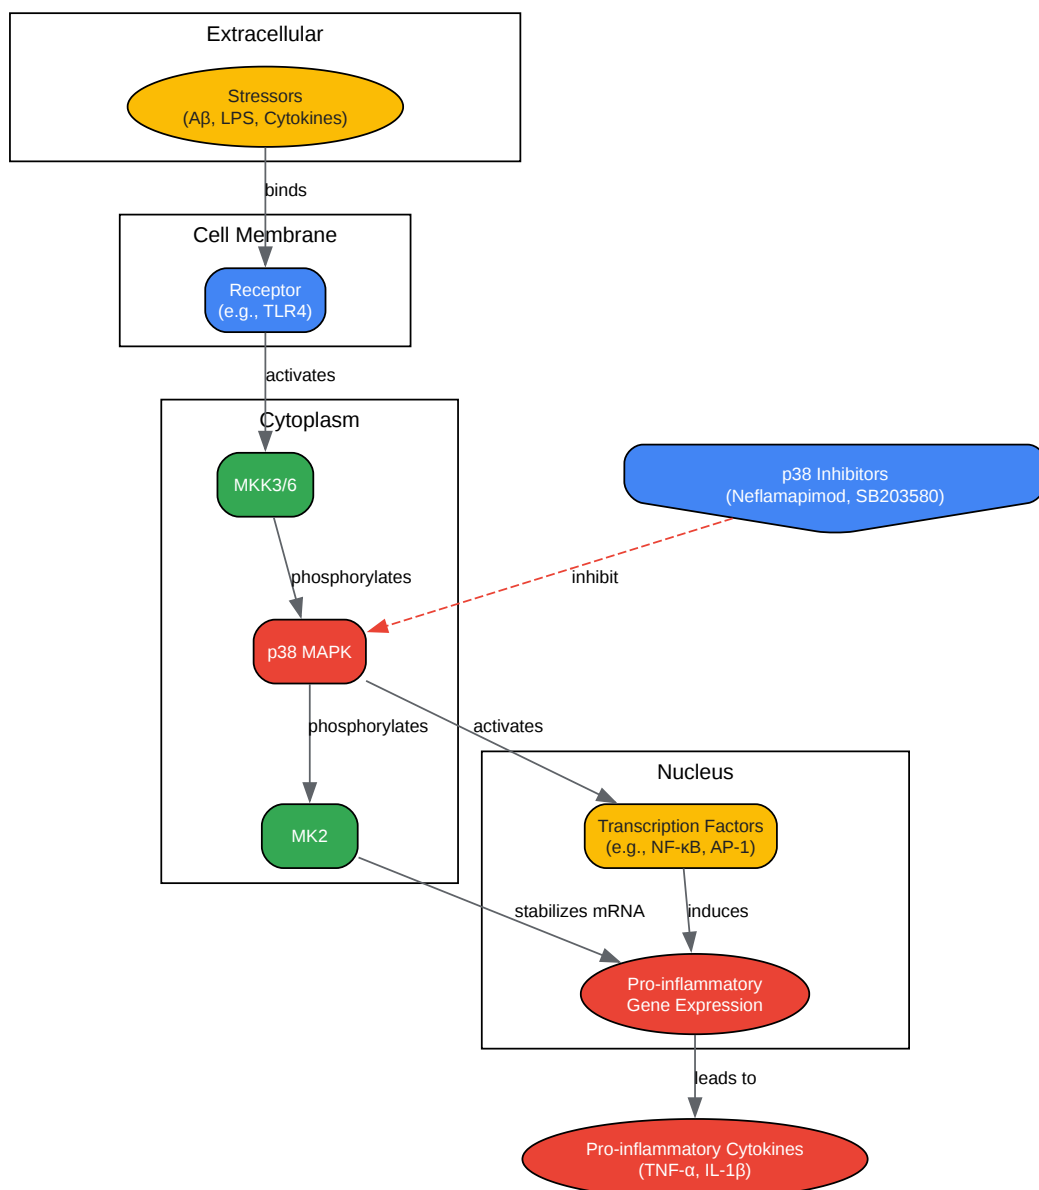 Extracellular
Stressors
(Aβ, LPS, Cytokines)
binds
Cell Membrane
Receptor
(e.g., TLR4)
activates
Cytoplasm
MKK3/6
p38 Inhibitors
(Neflamapimod, SB203580)
phosphorylates
inhibit
p38 MAPK
phosphorylates
activates
Nucleus
MK2
Transcription Factors
(e.g., NF-κB, AP-1)
stabilizes mRNA
induces
Pro-inflammatory
Gene Expression
leads to
Pro-inflammatory Cytokines
(TNF-α, IL-1β)